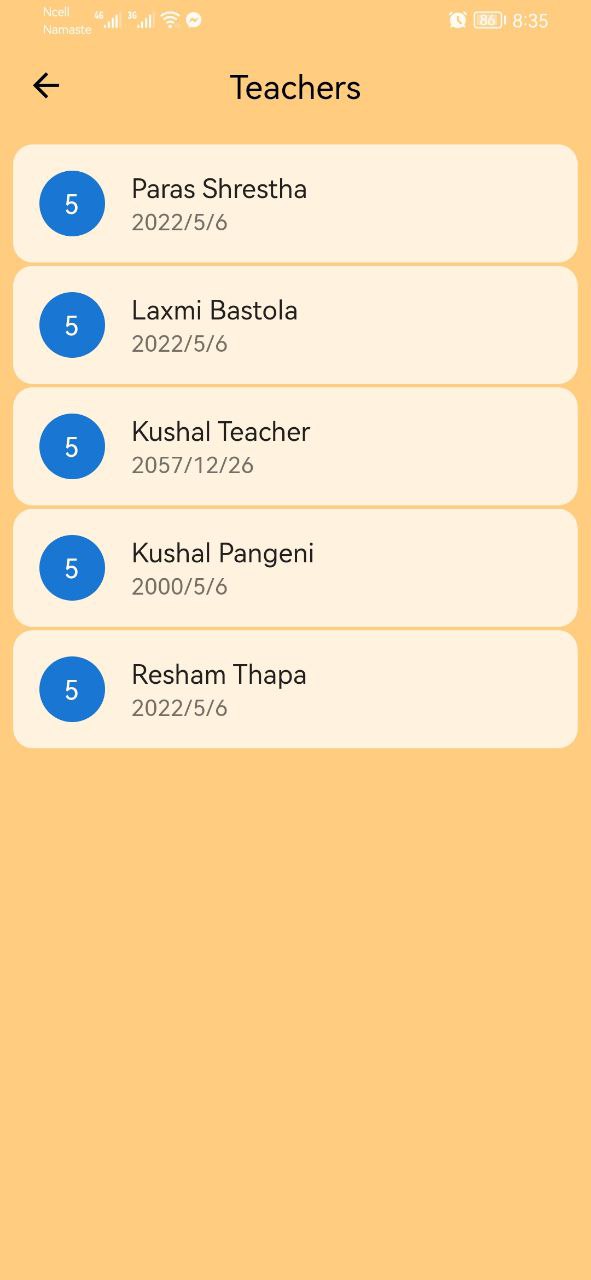 Ncell
Namaste
4G
3G
86
8:35
Teachers
5
Paras Shrestha
2022/5/6
5
Laxmi Bastola
2022/5/6
5
Kushal Teacher
2057/12/26
5
Kushal Pangeni
2000/5/6
5
Resham Thapa
2022/5/6